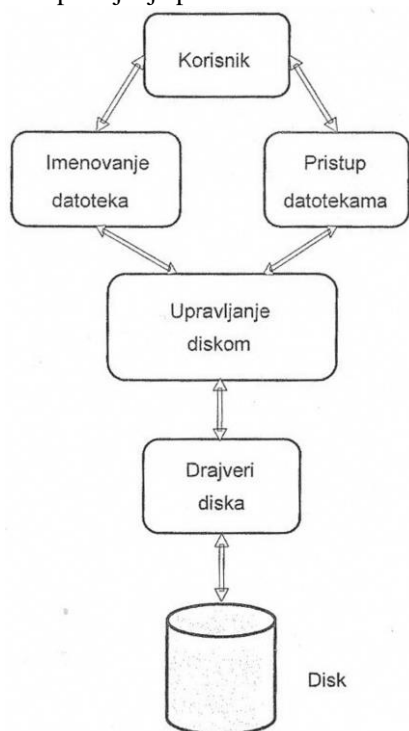 Korisnik
Imenovanje
datoteka
Pristup
datotekama
Upravljanje
diskom
Drajveri
diska
Disk